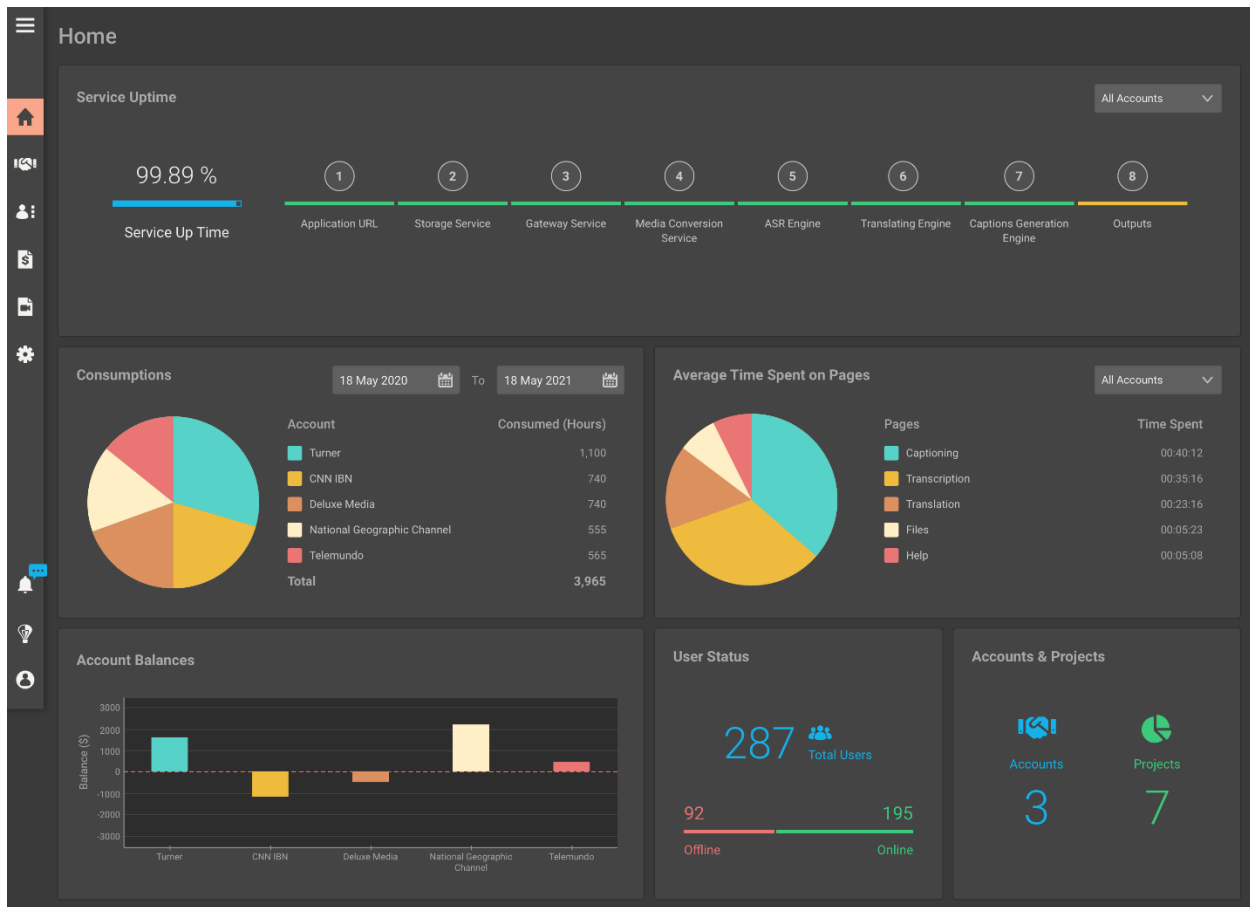 Home
Service Uptime
All Accounts
99.89 %
Service Up Time
1
2
3
4
5
6
7
8
Application URL
Storage Service
Gateway Service
Media Conversion
Service
ASR Engine
Translating Engine
Captions Generation
Engine
Outputs
Consumptions
18 May 2020
To
18 May 2021
Account Consumed (Hours)
Turner 1,100
CNN IBN 740
Deluxe Media 740
National Geographic Channel 555
Telemundo 565
Total 3,965
Average Time Spent on Pages
All Accounts
Pages Time Spent
Captioning 00:40:12
Transcription 00:35:16
Translation 00:23:16
Files 00:05:23
Help 00:05:08
Account Balances
Balance ($)
3000
2000
1000
0
-1000
-2000
-3000
Turner
CNN IBN
Deluxe Media
National Geographic
Channel
Telemundo
User Status
287
Total Users
92 195
Offline Online
Accounts & Projects
Accounts Projects
3 7